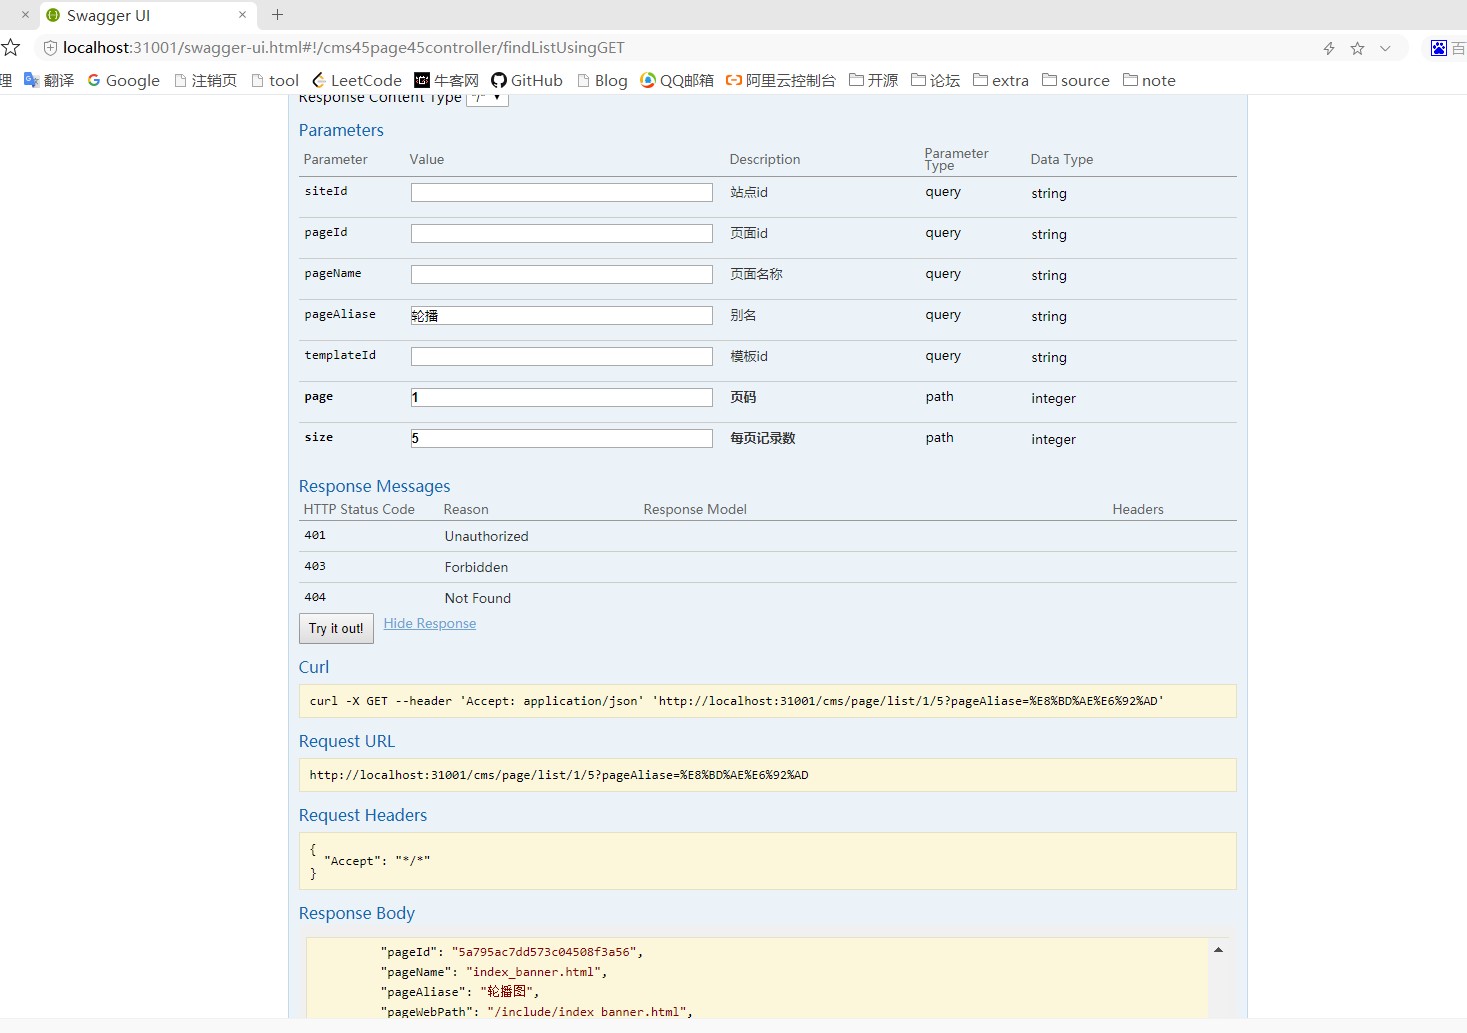 Swagger UI
localhost:31001/swagger-ui.html#!/cms45page45controller/findListUsingGET
百
理 翻译 Google 注销页 tool LeetCode 牛客网 GitHub Blog QQ邮箱 阿里云控制台 开源 论坛 extra source note
Response Content Type */*
Parameters
Parameter Value Description Parameter Type Data Type
siteId 站点id query string
pageId 页面id query string
pageName 页面名称 query string
pageAliase 轮播 别名 query string
templateId 模板id query string
page 1 页码 path integer
size 5 每页记录数 path integer
Response Messages
HTTP Status Code Reason Response Model Headers
401 Unauthorized
403 Forbidden
404 Not Found
Try it out! Hide Response
Curl
curl -X GET --header 'Accept: application/json' 'http://localhost:31001/cms/page/list/1/5?pageAliase=%E8%BD%AE%E6%92%AD'
Request URL
http://localhost:31001/cms/page/list/1/5?pageAliase=%E8%BD%AE%E6%92%AD
Request Headers
{
"Accept": "*/*"
}
Response Body
"pageId": "5a795ac7dd573c04508f3a56",
"pageName": "index_banner.html",
"pageAliase": "轮播图",
"pageWebPath": "/include/index_banner.html",